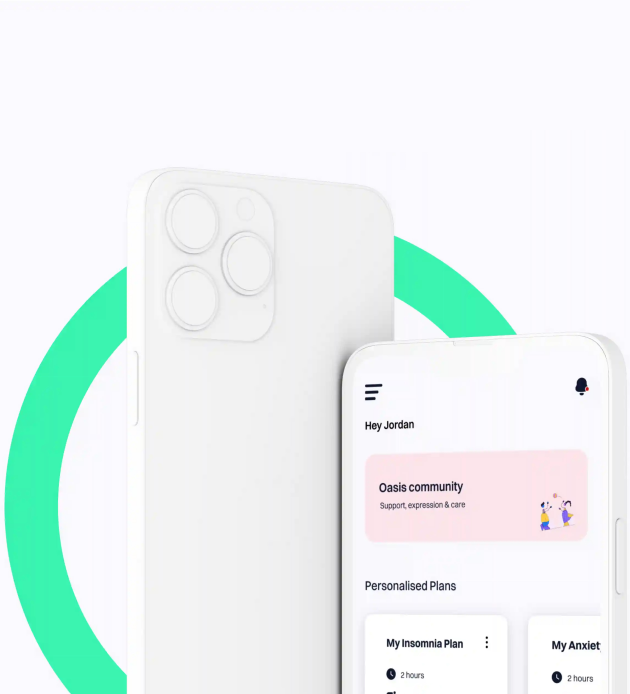 Hey Jordan
Oasis community
Support, expression & care
Personalised Plans
My Insomnia Plan
2 hours
My Anxiet
2 hours